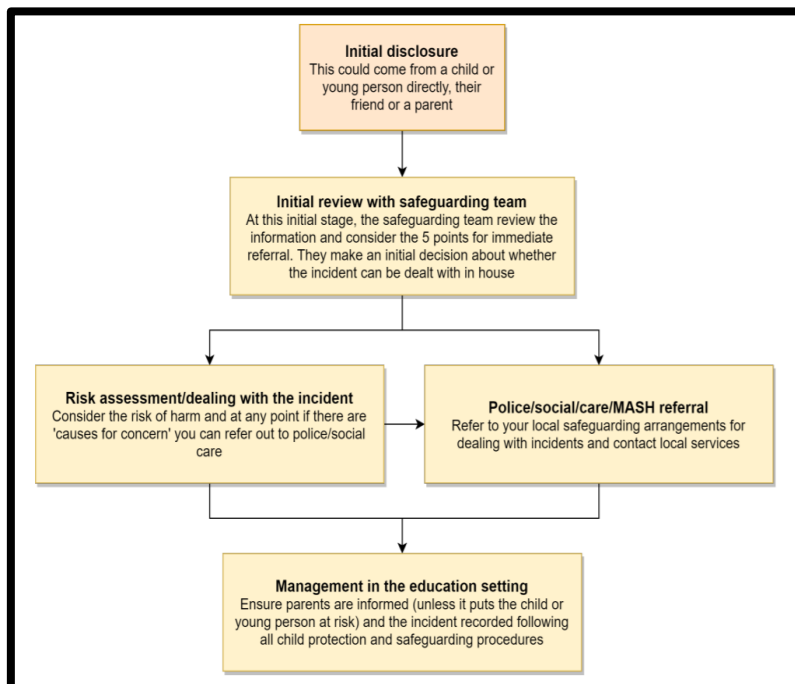 Initial disclosure
This could come from a child or
young person directly, their
friend or a parent
Initial review with safeguarding team
At this initial stage, the safeguarding team review the
information and consider the 5 points for immediate
referral. They make an initial decision about whether
the incident can be dealt with in house
Risk assessment/dealing with the incident
Consider the risk of harm and at any point if there are
'causes for concern' you can refer out to police/social
care
Police/social/care/MASH referral
Refer to your local safeguarding arrangements for
dealing with incidents and contact local services
Management in the education setting
Ensure parents are informed (unless it puts the child or
young person at risk) and the incident recorded following
all child protection and safeguarding procedures